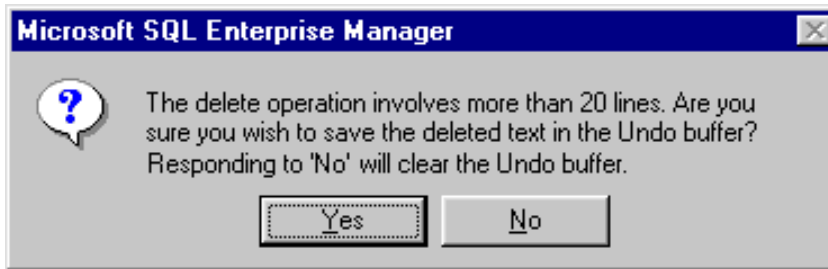 Microsoft SQL Enterprise Manager
?
The delete operation involves more than 20 lines. Are you
sure you wish to save the deleted text in the Undo buffer?
Responding to 'No' will clear the Undo buffer.
Yes
No